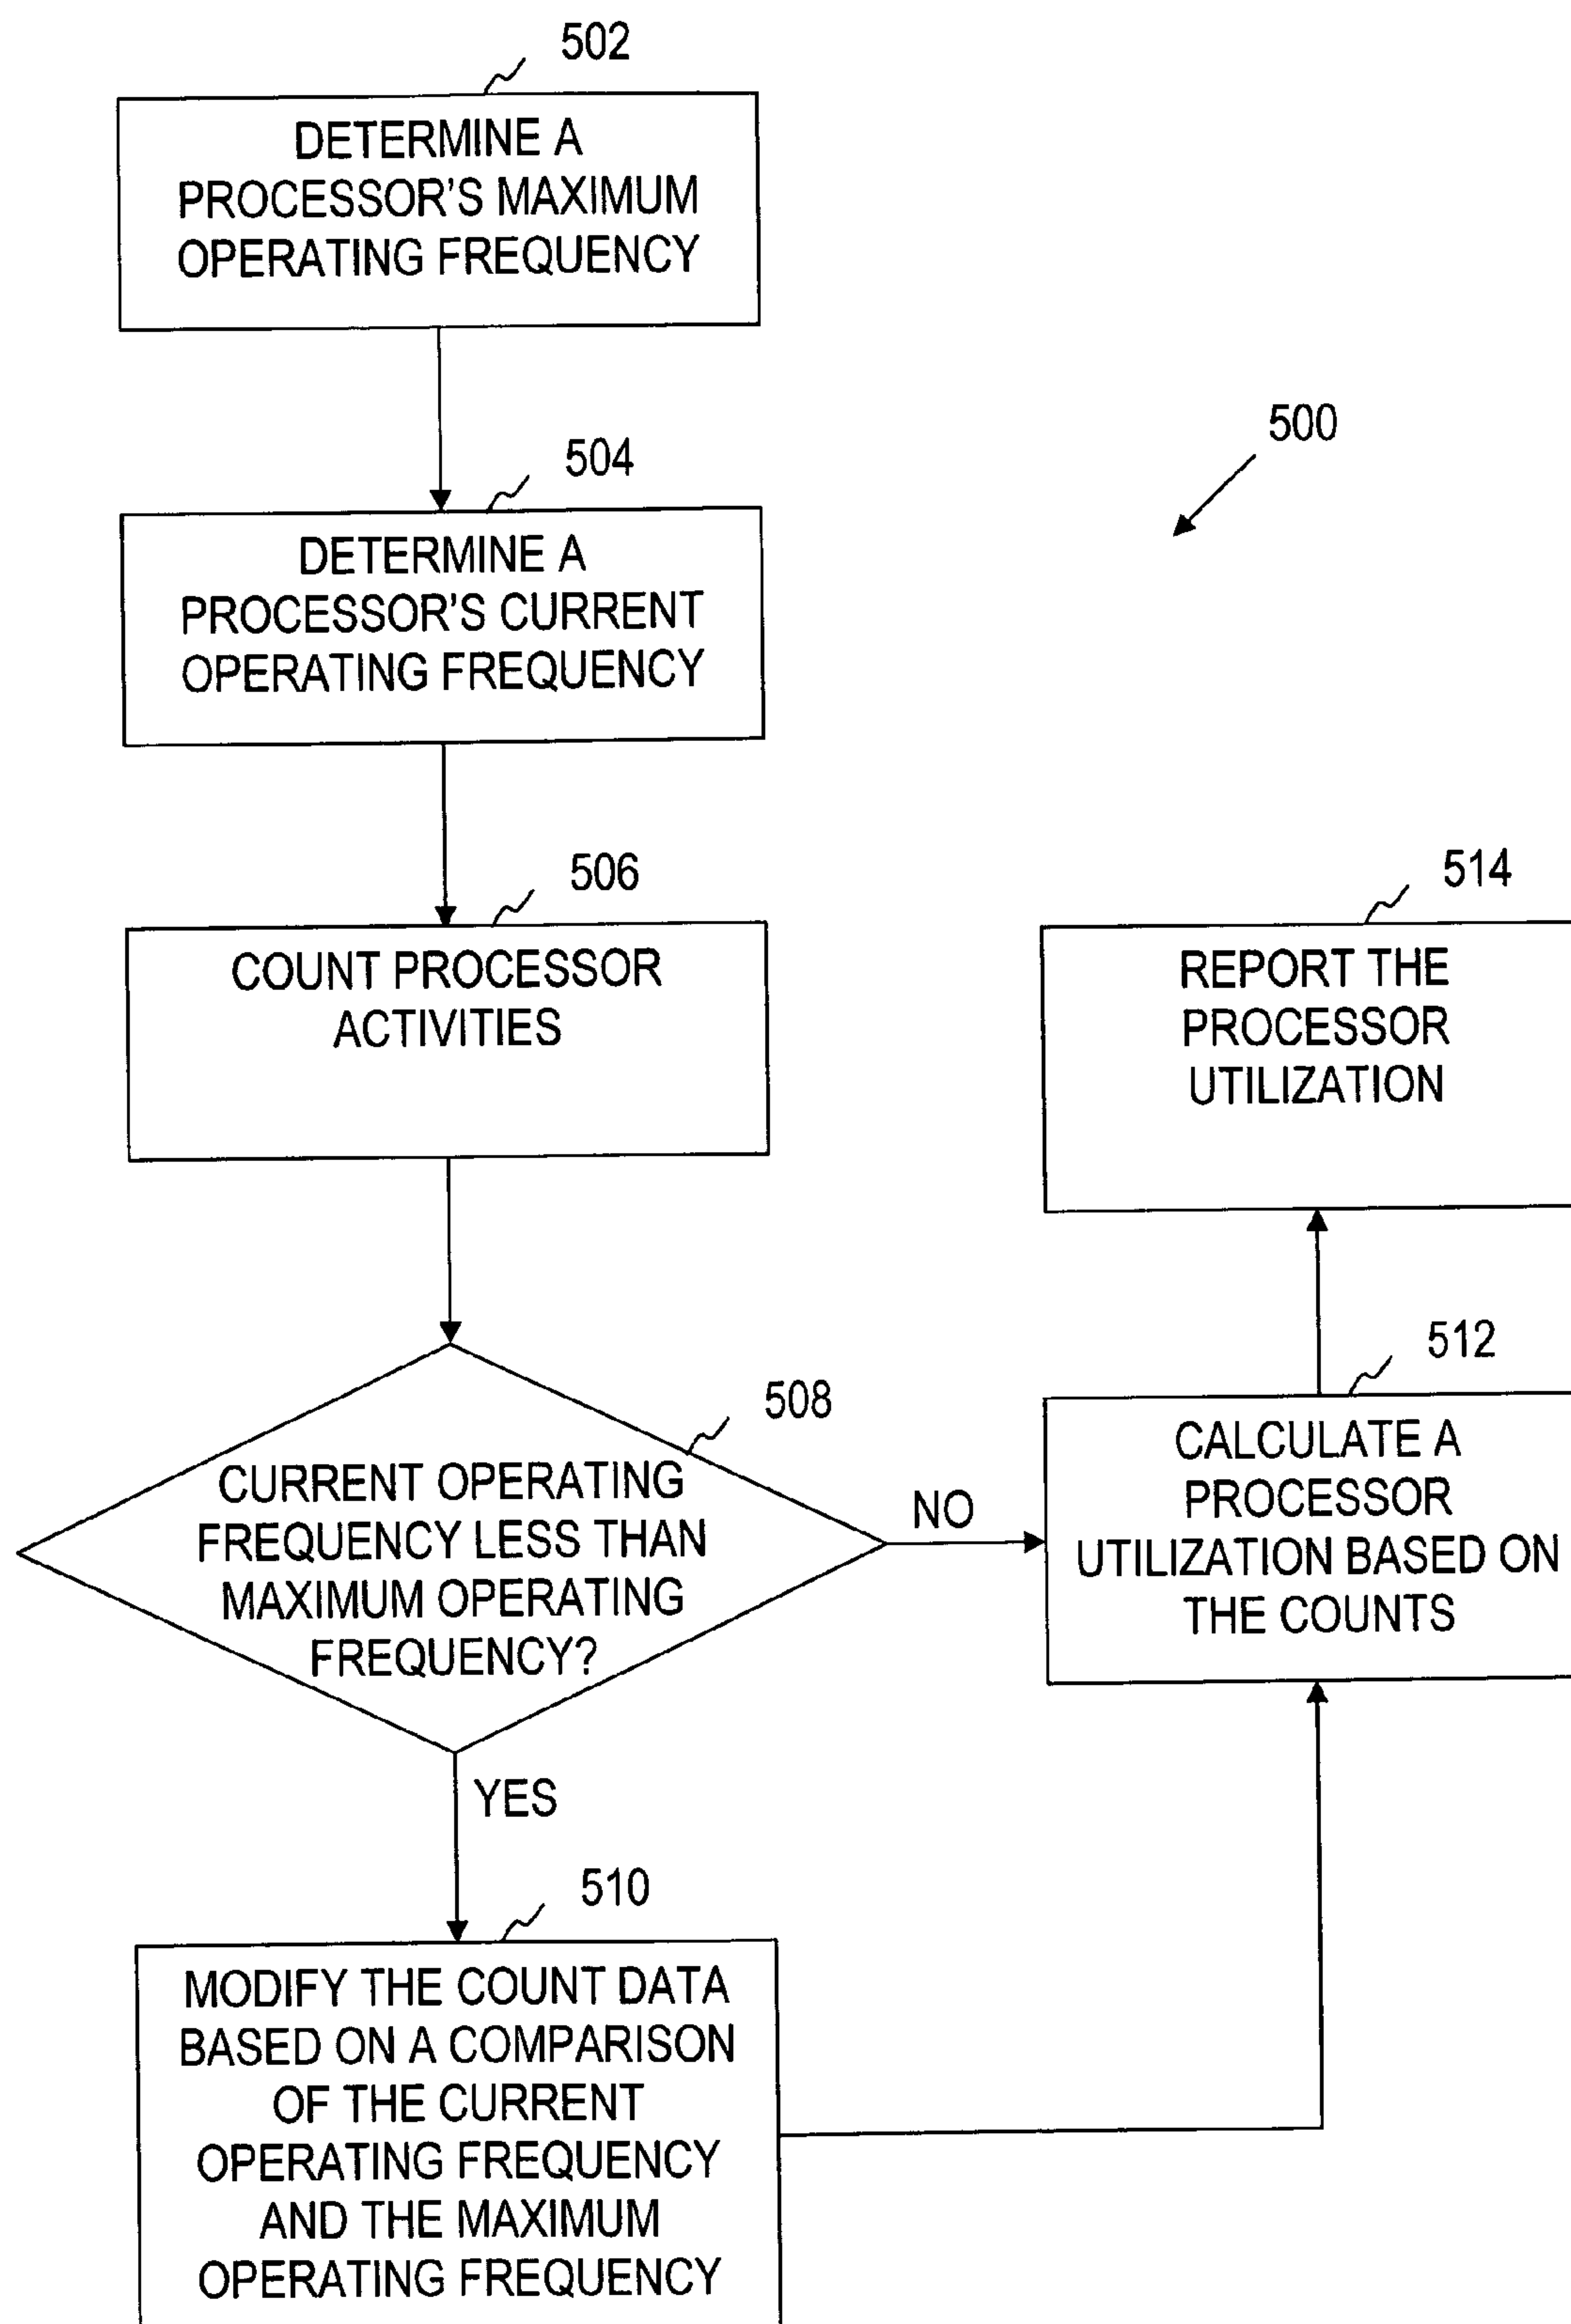 502
DETERMINE A
PROCESSOR'S MAXIMUM
OPERATING FREQUENCY
500
504
DETERMINE A
PROCESSOR'S CURRENT
OPERATING FREQUENCY
506
COUNT PROCESSOR
ACTIVITIES
508
CURRENT OPERATING
FREQUENCY LESS THAN
MAXIMUM OPERATING
FREQUENCY?
NO
YES
510
MODIFY THE COUNT DATA
BASED ON A COMPARISON
OF THE CURRENT
OPERATING FREQUENCY
AND THE MAXIMUM
OPERATING FREQUENCY
512
CALCULATE A
PROCESSOR
UTILIZATION BASED ON
THE COUNTS
514
REPORT THE
PROCESSOR
UTILIZATION